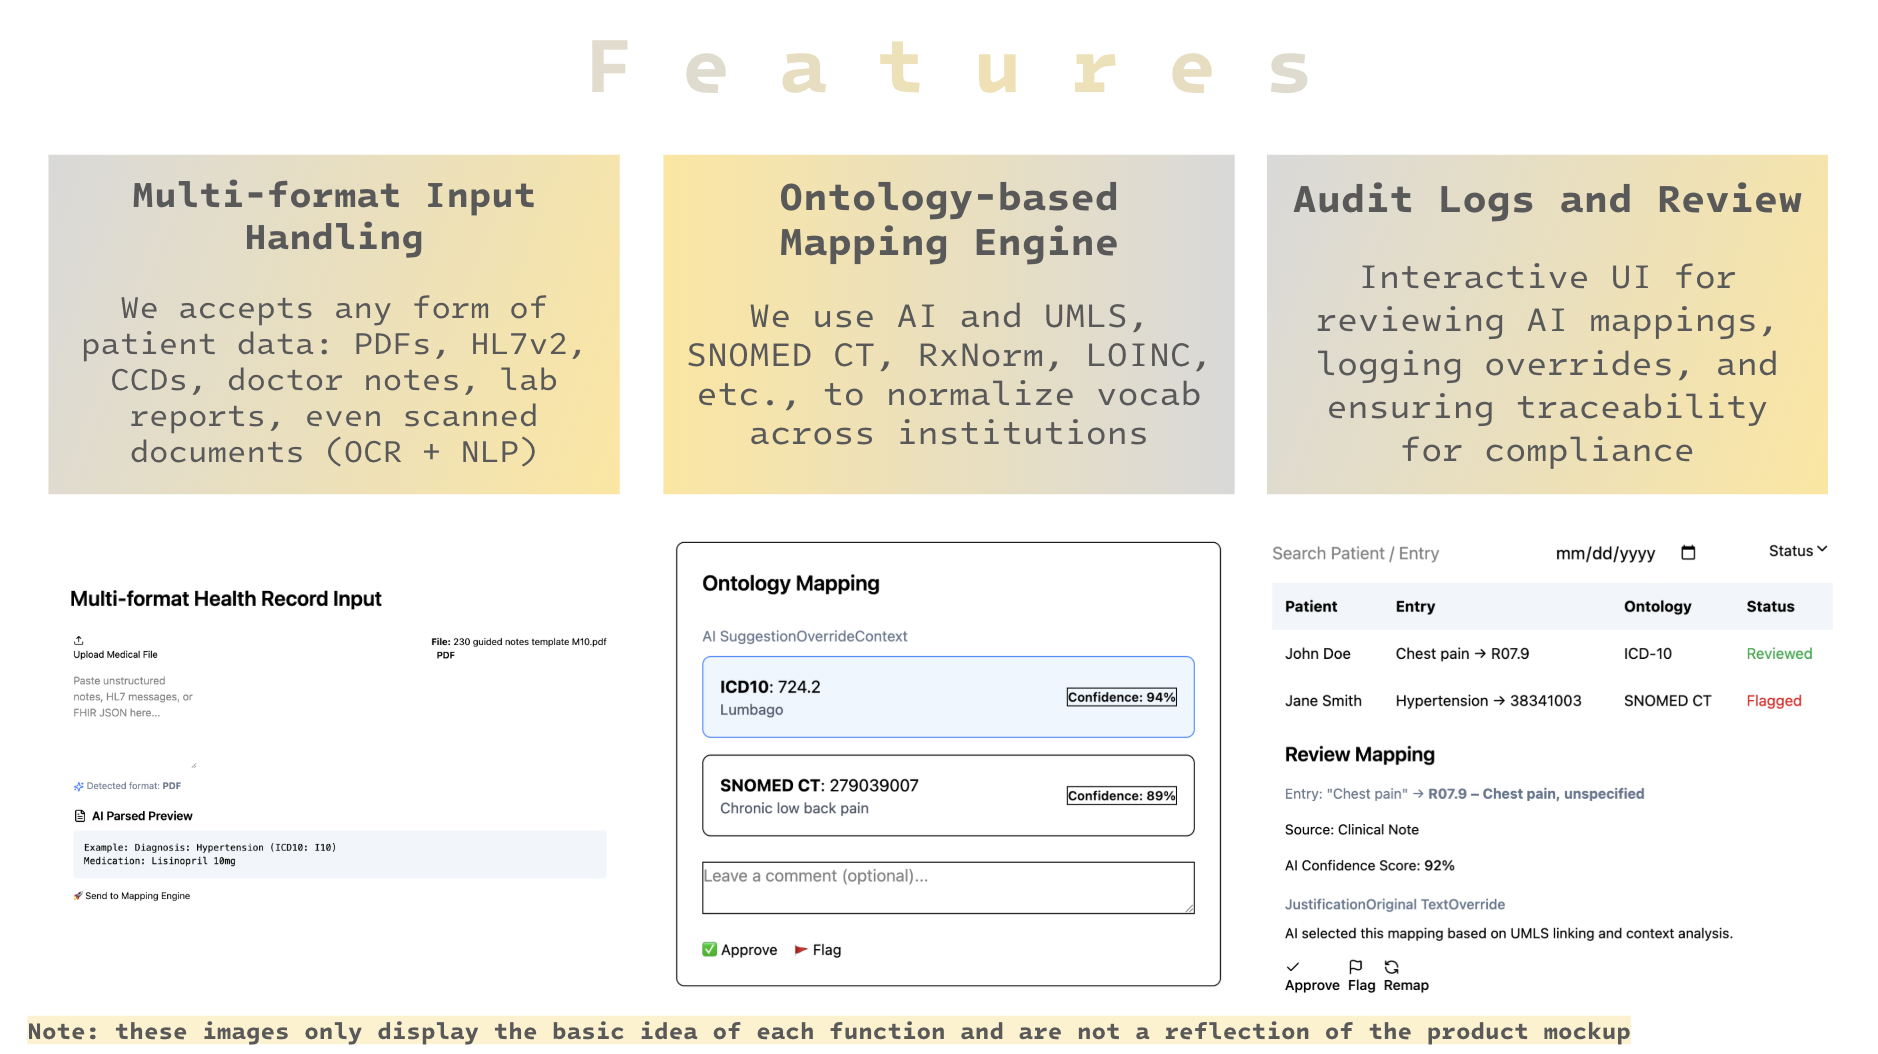 Features
Multi-format Input
Handling
We accepts any form of
patient data: PDFs, HL7v2,
CCDs, doctor notes, lab
reports, even scanned
documents (OCR + NLP)
Ontology-based
Mapping Engine
We use AI and UMLS,
SNOMED CT, RxNorm, LOINC,
etc., to normalize vocab
across institutions
Audit Logs and Review
Interactive UI for
reviewing AI mappings,
logging overrides, and
ensuring traceability
for compliance
Multi-format Health Record Input
Upload Medical File
File: 230 guided notes template M10.pdf
PDF
Paste unstructured
notes, HL7 messages, or
FHIR JSON here...
Detected format: PDF
AI Parsed Preview
Example: Diagnosis: Hypertension (ICD10: I10)
Medication: Lisinopril 10mg
Send to Mapping Engine
Ontology Mapping
AI SuggestionOverrideContext
ICD10: 724.2 Confidence: 94%
Lumbago
SNOMED CT: 279039007 Confidence: 89%
Chronic low back pain
Leave a comment (optional)...
Approve Flag
Search Patient / Entry mm/dd/yyyy Status
Patient Entry Ontology Status
John Doe Chest pain → R07.9 ICD-10 Reviewed
Jane Smith Hypertension → 38341003 SNOMED CT Flagged
Review Mapping
Entry: "Chest pain" → R07.9 – Chest pain, unspecified
Source: Clinical Note
AI Confidence Score: 92%
JustificationOriginal TextOverride
AI selected this mapping based on UMLS linking and context analysis.
Approve Flag Remap
Note: these images only display the basic idea of each function and are not a reflection of the product mockup